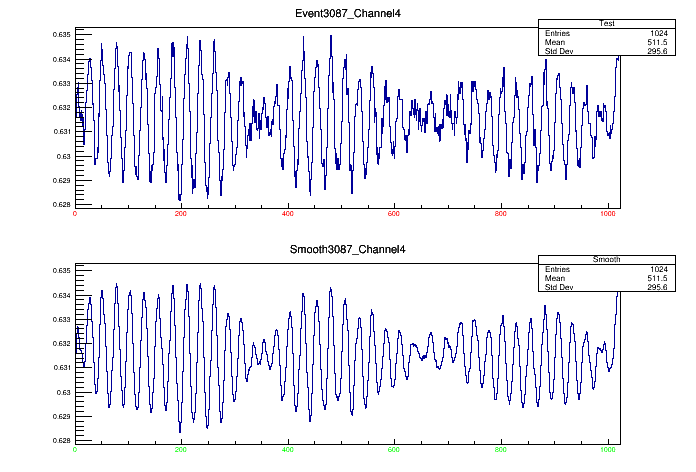 Event3087_Channel4
Test
Entries 1024
Mean 511.5
Std Dev 295.6
0.635
0.634
0.633
0.632
0.631
0.63
0.629
0.628
0 200 400 600 800 1000
Smooth3087_Channel4
Smooth
Entries 1024
Mean 511.5
Std Dev 295.6
0.635
0.634
0.633
0.632
0.631
0.63
0.629
0.628
0 200 400 600 800 1000